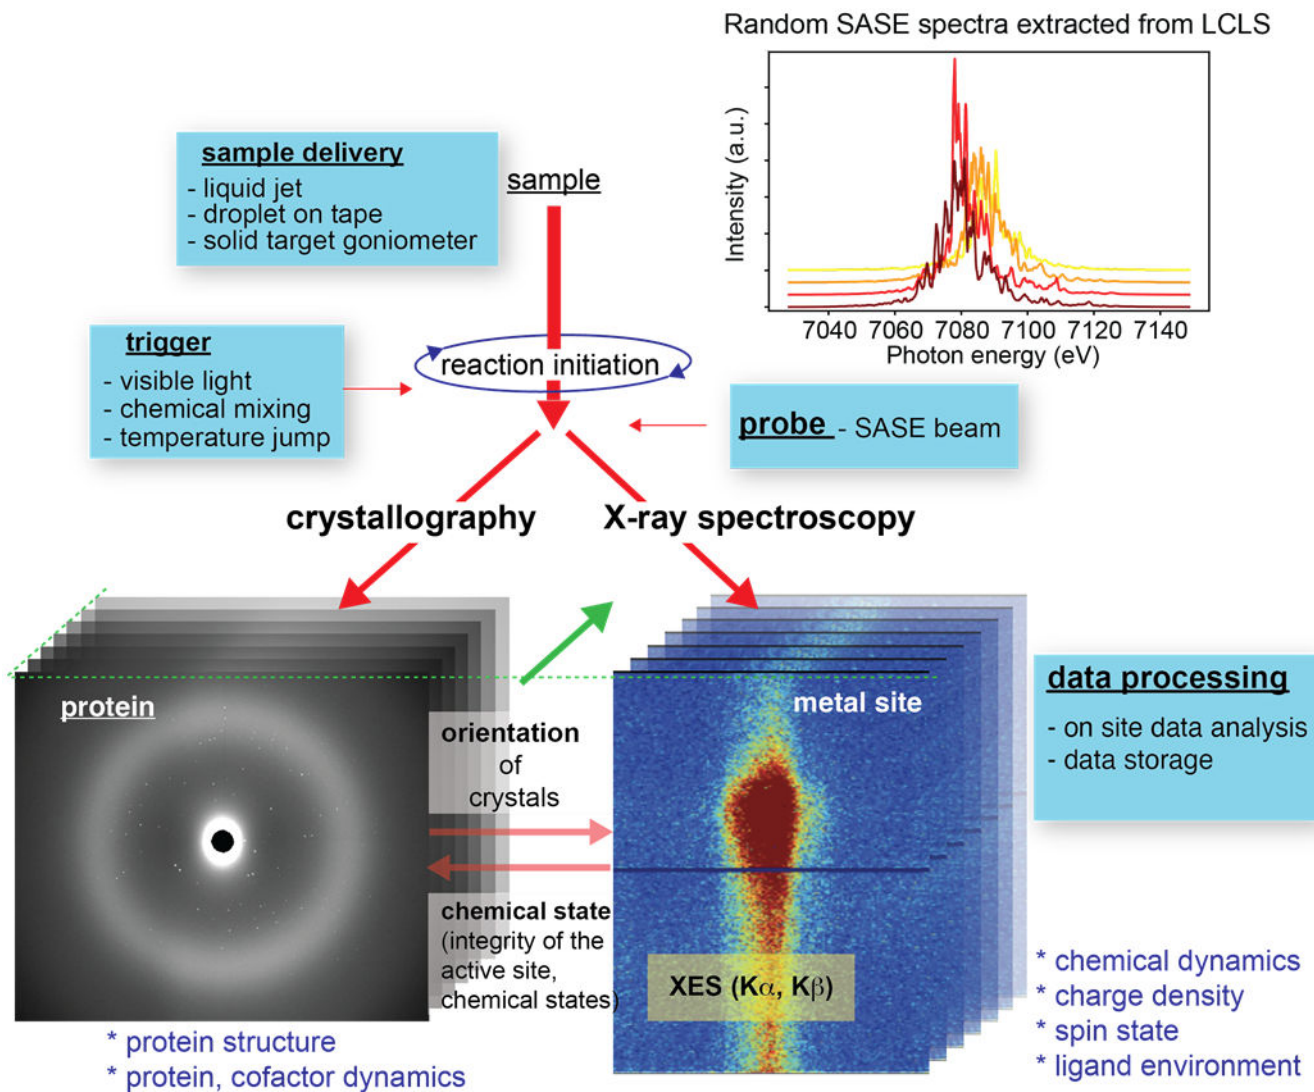 Random SASE spectra extracted from LCLS
Intensity (a.u.)
7040 7060 7080 7100 7120 7140
Photon energy (eV)
sample delivery
- liquid jet
- droplet on tape
- solid target goniometer
sample
trigger
- visible light
- chemical mixing
- temperature jump
reaction initiation
probe - SASE beam
crystallography
X-ray spectroscopy
protein
orientation
of
crystals
chemical state
(integrity of the
active site,
chemical states)
metal site
XES (Kα, Kβ)
data processing
- on site data analysis
- data storage
* protein structure
* protein, cofactor dynamics
* chemical dynamics
* charge density
* spin state
* ligand environment